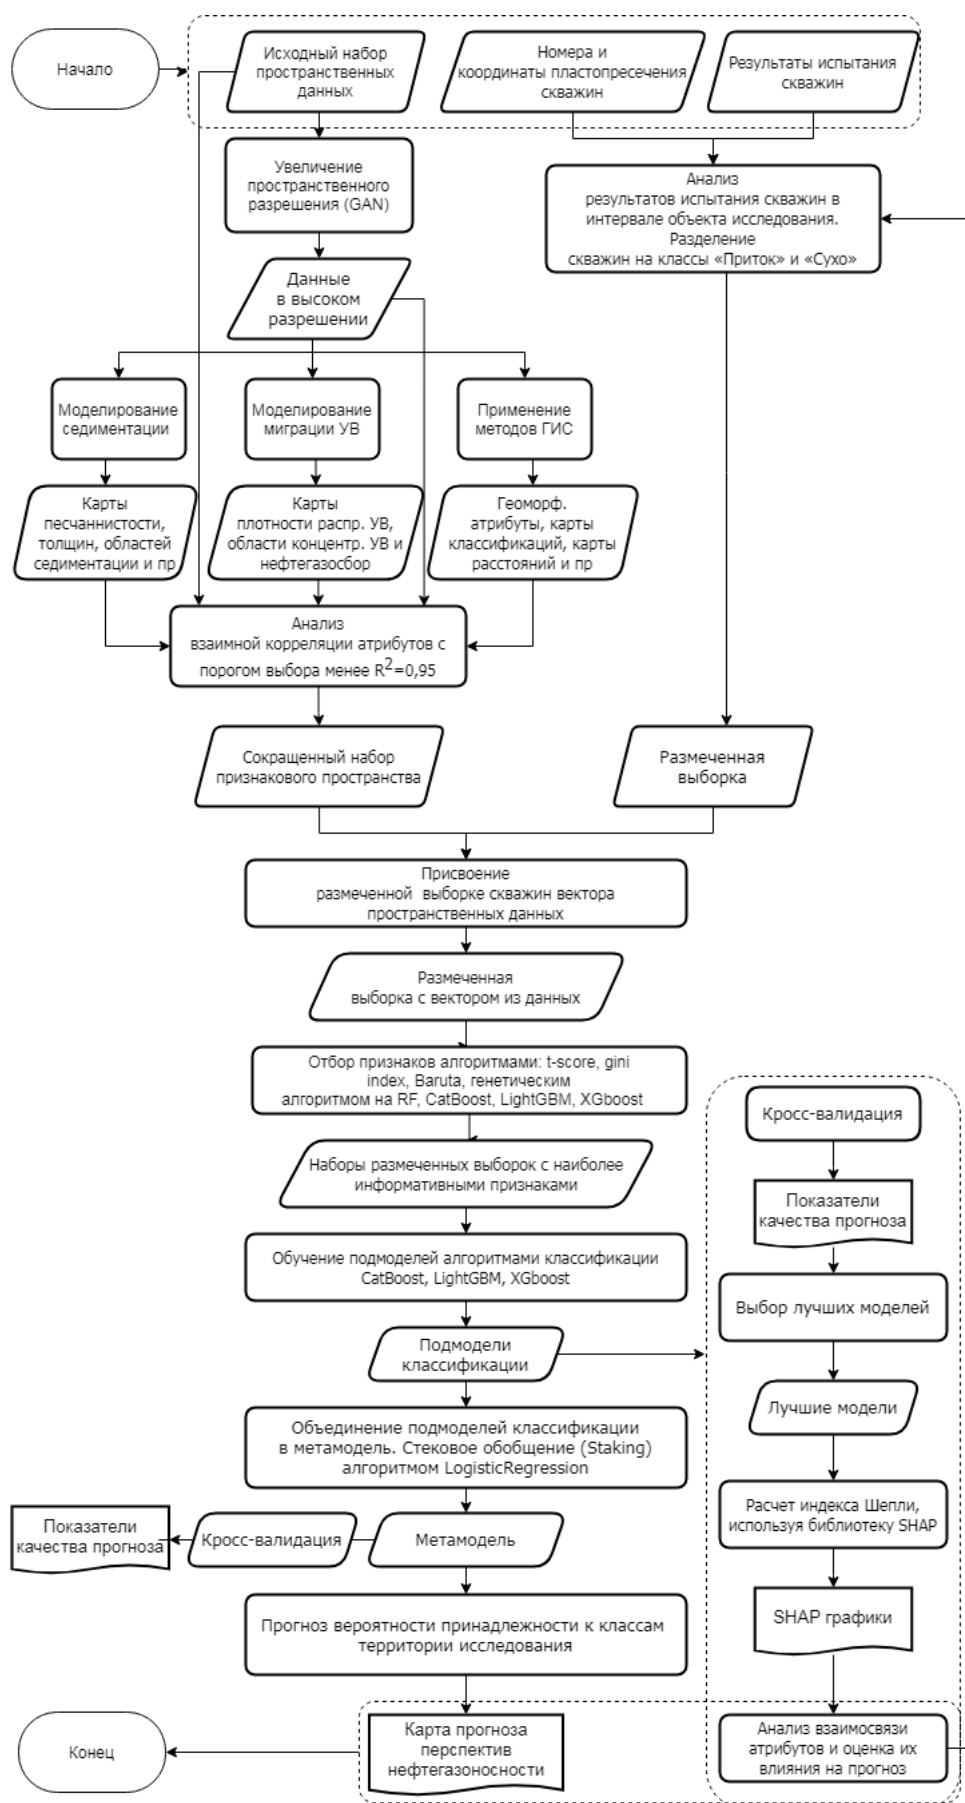 Начало
Исходный набор
пространственных
данных
Номера и
координаты пластопресечения
скважин
Результаты испытания
скважин
Увеличение
пространственного
разрешения (GAN)
Анализ
результатов испытания скважин в
интервале объекта исследования.
Разделение
скважин на классы «Приток» и «Сухо»
Данные
в высоком
разрешении
Моделирование
седиментации
Моделирование
миграции УВ
Применение
методов ГИС
Карты
песчаннистости,
толщин, областей
седиментации и пр
Карты
плотности распр. УВ,
области концентр. УВ и
нефтегазосбор
Геоморф.
атрибуты, карты
классификаций, карты
расстояний и пр
Анализ
взаимной корреляции атрибутов с
порогом выбора менее R²=0,95
Сокращенный набор
признакового пространства
Размеченная
выборка
Присвоение
размеченной выборке скважин вектора
пространственных данных
Размеченная
выборка с вектором из данных
Отбор признаков алгоритмами: t-score, gini
index, Baruta, генетическим
алгоритмом на RF, CatBoost, LightGBM, XGboost
Наборы размеченных выборок с наиболее
информативными признаками
Обучение подмоделей алгоритмами классификации
CatBoost, LightGBM, XGboost
Подмодели
классификации
Объединение подмоделей классификации
в метамодель. Стековое обобщение (Staking)
алгоритмом LogisticRegression
Метамодель
Кросс-валидация
Показатели
качества прогноза
Прогноз вероятности принадлежности к классам
территории исследования
Карта прогноза
перспектив
нефтегазоносности
Конец
Кросс-валидация
Показатели
качества прогноза
Выбор лучших моделей
Лучшие модели
Расчет индекса Шепли,
используя библиотеку SHAP
SHAP графики
Анализ взаимосвязи
атрибутов и оценка их
влияния на прогноз